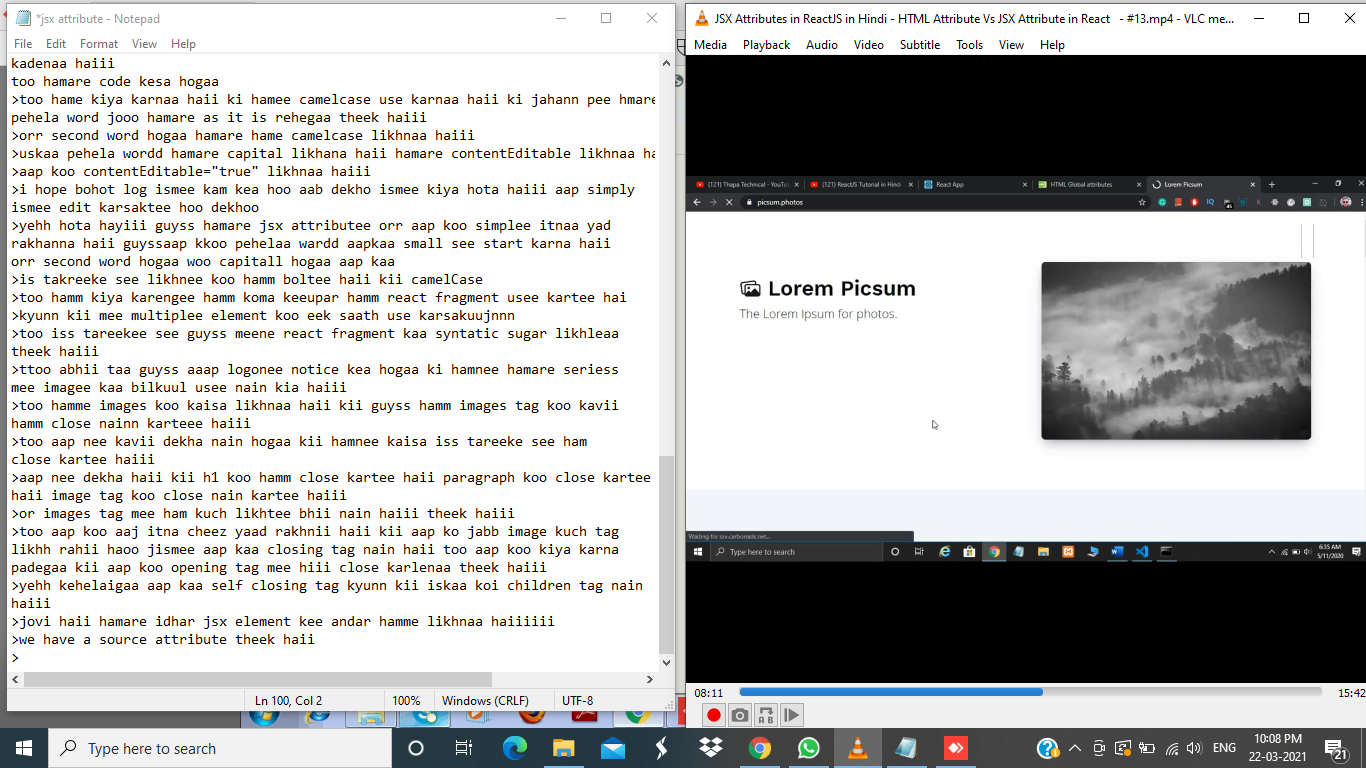 *jsx attribute - Notepad
File Edit Format View Help
kadenaa haiii
too hamare code kesa hogaa
>too hame kiya karnaa haii ki hamee camelcase use karnaa haii ki jahann pee hmare
pehela word jooo hamare as it is rehegaa theek haiii
>orr second word hogaa hamare hame camelcase likhnaa haiii
>uskaa pehela wordd hamare capital likhana haii hamare contentEditable likhnaa ha
>aap koo contentEditable="true" likhnaa haiii
>i hope bohot log ismee kam kea hoo aab dekho ismee kiya hota haiii aap simply
ismee edit karsaktee hoo dekhoo
>yehh hota hayiii guyss hamare jsx attributee orr aap koo simplee itnaa yad
rakhanna haii guyssaap kkoo pehelaa wardd aapkaa small see start karna haii
orr second word hogaa woo capitall hogaa aap kaa
>is takreeke see likhnee koo hamm boltee haii kii camelCase
>too hamm kiya karengee hamm koma keeupar hamm react fragment usee kartee hai
>kyunn kii mee multiplee element koo eek saath use karsakuujnnn
>too iss tareekee see guyss meene react fragment kaa syntatic sugar likhleaa
theek haiii
>ttoo abhii taa guyss aaap logonee notice kea hogaa ki hamnee hamare seriess
mee imagee kaa bilkuul usee nain kia haiii
>too hamme images koo kaisa likhnaa haii kii guyss hamm images tag koo kavii
hamm close nainn karteee haiii
>too aap nee kavii dekha nain hogaa kii hamnee kaisa iss tareeke see ham
close kartee haiii
>aap nee dekha haii kii h1 koo hamm close kartee haii paragraph koo close kartee
haii image tag koo close nain kartee haiii
>or images tag mee ham kuch likhtee bhii nain haiii theek haiii
>too aap koo aaj itna cheez yaad rakhnii haii kii aap ko jabb image kuch tag
likhh rahii haoo jismee aap kaa closing tag nain haii too aap koo kiya karna
padegaa kii aap koo opening tag mee hiii close karlenaa theek haiii
>yehh kehelaigaa aap kaa self closing tag kyunn kii iskaa koi children tag nain
haiii
>jovi haii hamare idhar jsx element kee andar hamme likhnaa haiiiiii
>we have a source attribute theek haii
>
Ln 100, Col 2 100% Windows (CRLF) UTF-8
JSX Attributes in ReactJS in Hindi - HTML Attribute Vs JSX Attribute in React - #13.mp4 - VLC me...
Media Playback Audio Video Subtitle Tools View Help
(121) Thapa Technical - YouTu (121) ReactJS Tutorial in Hindi React App HTML Global attributes Lorem Picsum
picsum.photos
Lorem Picsum
The Lorem Ipsum for photos.
Waiting for srv.carbonads.net...
Type here to search
6:35 AM
5/11/2020
08:11 15:42
Type here to search
ENG
10:08 PM
22-03-2021
21